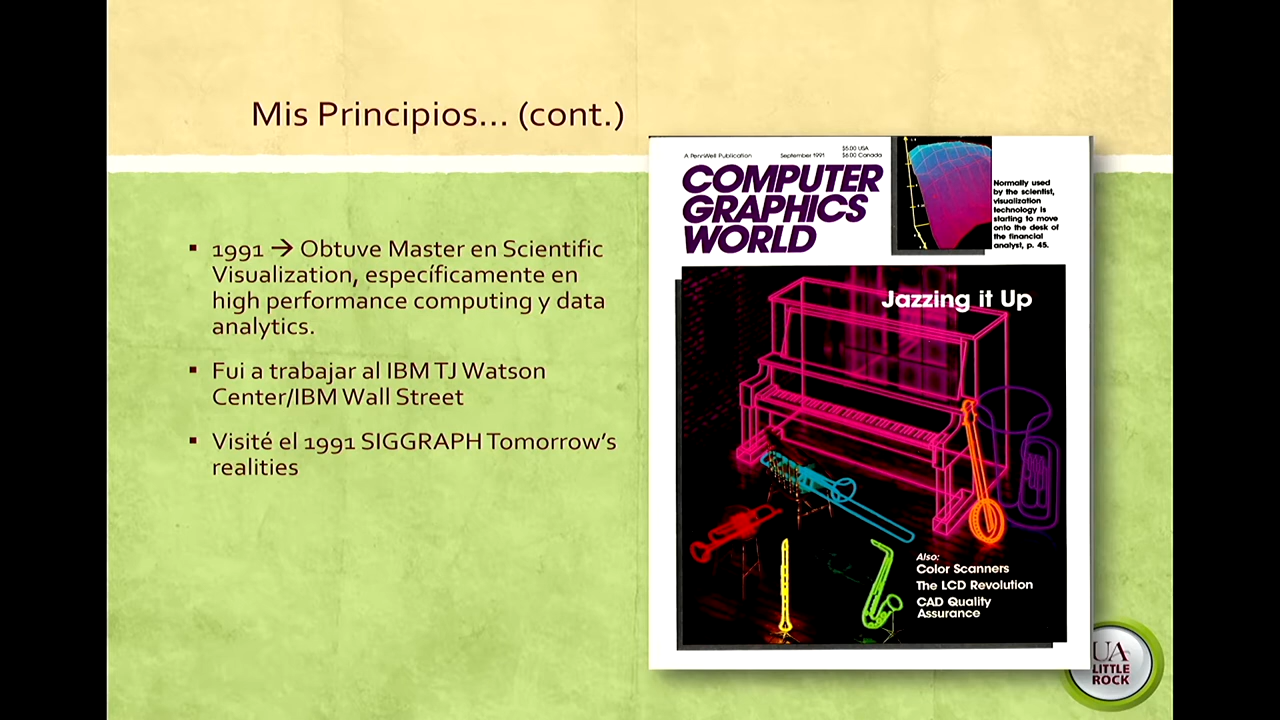 Mis Principios... (cont.)
▪ 1991 → Obtuve Master en Scientific
Visualization, específicamente en
high performance computing y data
analytics.
▪ Fui a trabajar al IBM TJ Watson
Center/IBM Wall Street
▪ Visité el 1991 SIGGRAPH Tomorrow's
realities
A PennWell Publication
September 1991
$5.00 USA
$6.00 Canada
COMPUTER
GRAPHICS
WORLD
Normally used
by the scientist,
visualization
technology is
starting to move
onto the desk of
the financial
analyst, p. 45.
Jazzing it Up
Also:
Color Scanners
The LCD Revolution
CAD Quality
Assurance
UA
LITTLE
ROCK